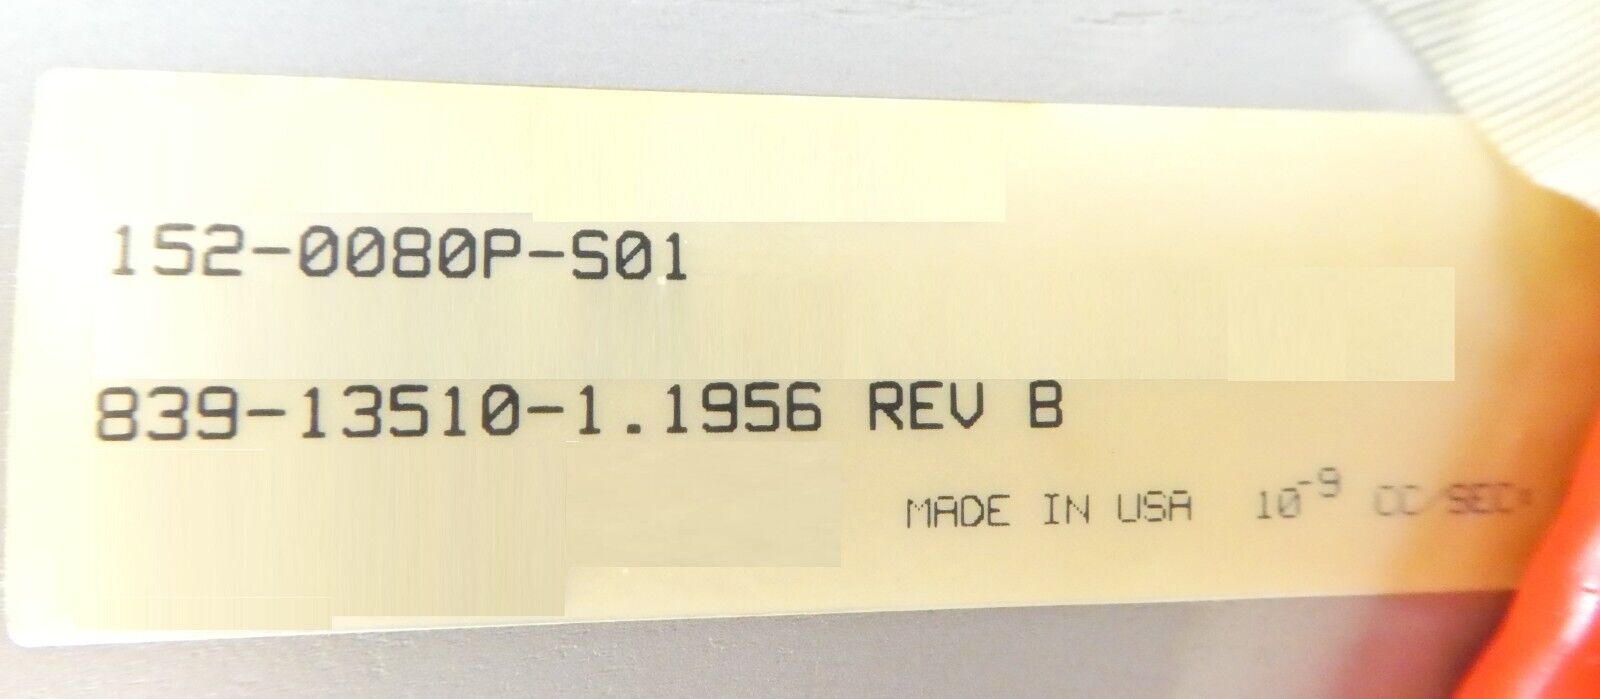 152-0080P-S01
839-13510-1.1956 REV B
MADE IN USA 10⁻⁹ CC/SEC